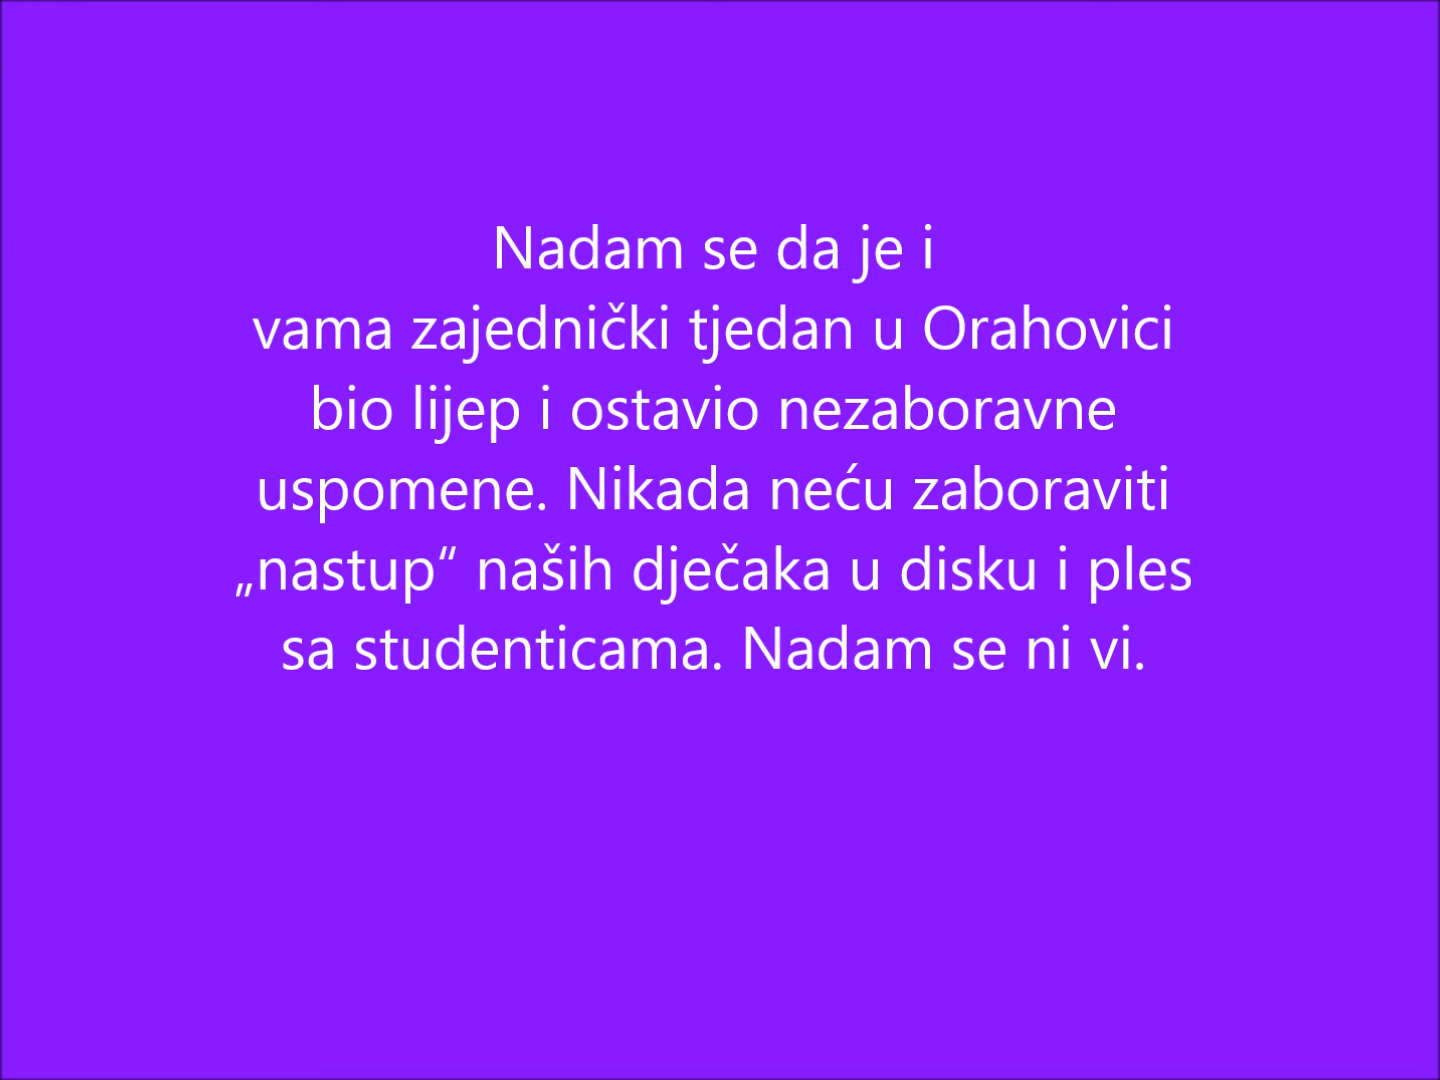 Nadam se da je i
vama zajednički tjedan u Orahovici
bio lijep i ostavio nezaboravne
uspomene. Nikada neću zaboraviti
„nastup“ naših dječaka u disku i ples
sa studenticama. Nadam se ni vi.